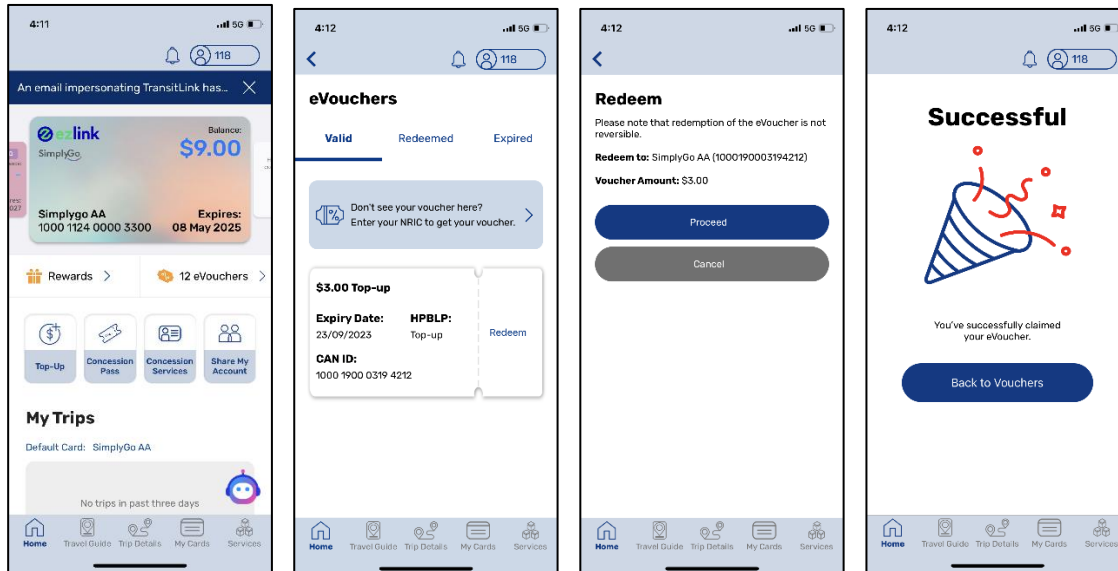 4:11
5G
118
An email impersonating TransitLink has...
ezlink
Balance:
SimplyGo
$9.00
Simplygo AA
Expires:
1000 1124 0000 3300
08 May 2025
Rewards
12 eVouchers
Top-Up
Concession Pass
Concession Services
Share My Account
My Trips
Default Card: SimplyGo AA
No trips in past three days
Home
Travel Guide
Trip Details
My Cards
Services
4:12
5G
118
eVouchers
Valid
Redeemed
Expired
Don't see your voucher here?
Enter your NRIC to get your voucher.
$3.00 Top-up
Expiry Date:
HPBLP:
23/09/2023
Top-up
Redeem
CAN ID:
1000 1900 0319 4212
Home
Travel Guide
Trip Details
My Cards
Services
4:12
5G
Redeem
Please note that redemption of the eVoucher is not
reversible.
Redeem to: SimplyGo AA (1000190003194212)
Voucher Amount: $3.00
Proceed
Cancel
Home
Travel Guide
Trip Details
My Cards
Services
4:12
5G
118
Successful
You've successfully claimed
your eVoucher.
Back to Vouchers
Home
Travel Guide
Trip Details
My Cards
Services